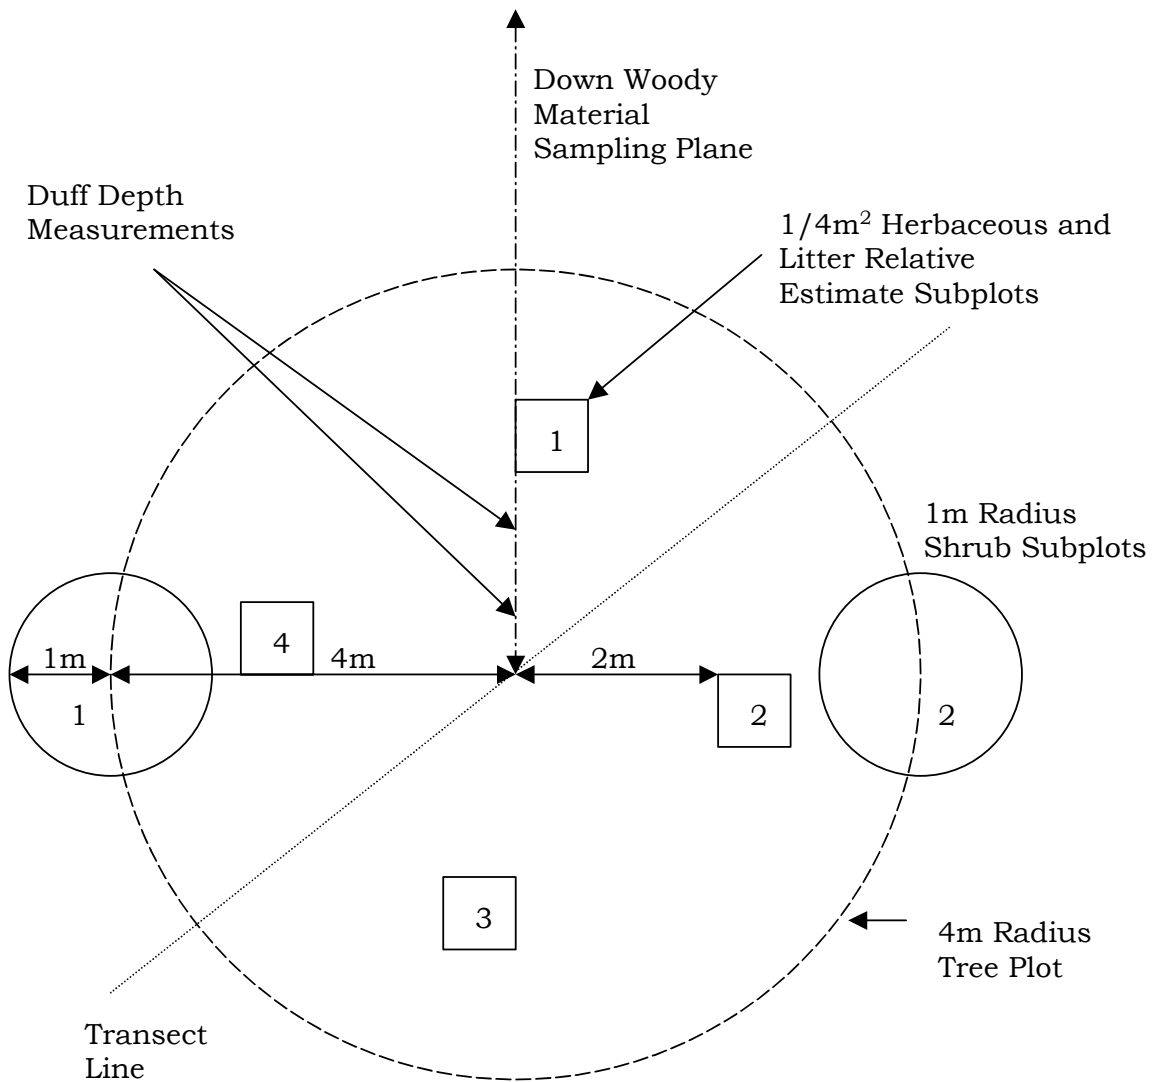 Down Woody
Material
Sampling Plane
Duff Depth
Measurements
1/4m² Herbaceous and
Litter Relative
Estimate Subplots
1
1m Radius
Shrub Subplots
4
1m
4m
2m
1
2
2
3
4m Radius
Tree Plot
Transect
Line